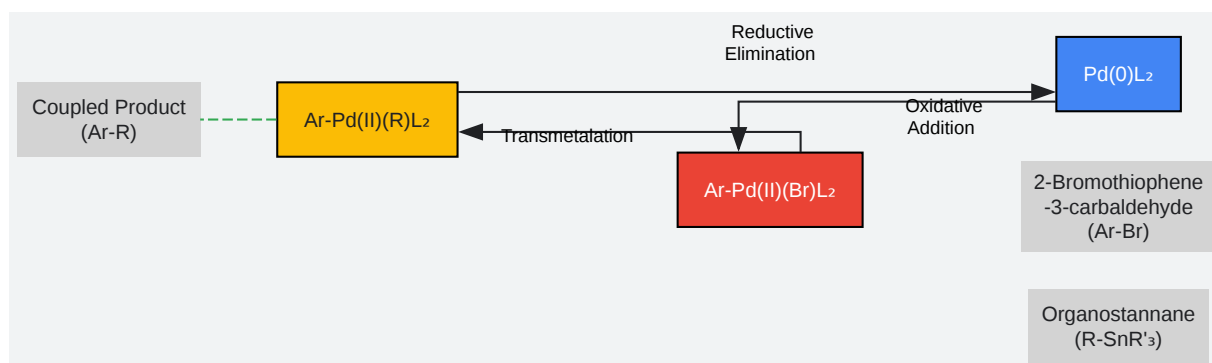 Reductive
Elimination
Pd(0)L₂
Coupled Product
(Ar-R)
Ar-Pd(II)(R)L₂
Transmetalation
Oxidative
Addition
Ar-Pd(II)(Br)L₂
2-Bromothiophene
-3-carbaldehyde
(Ar-Br)
Organostannane
(R-SnR'₃)